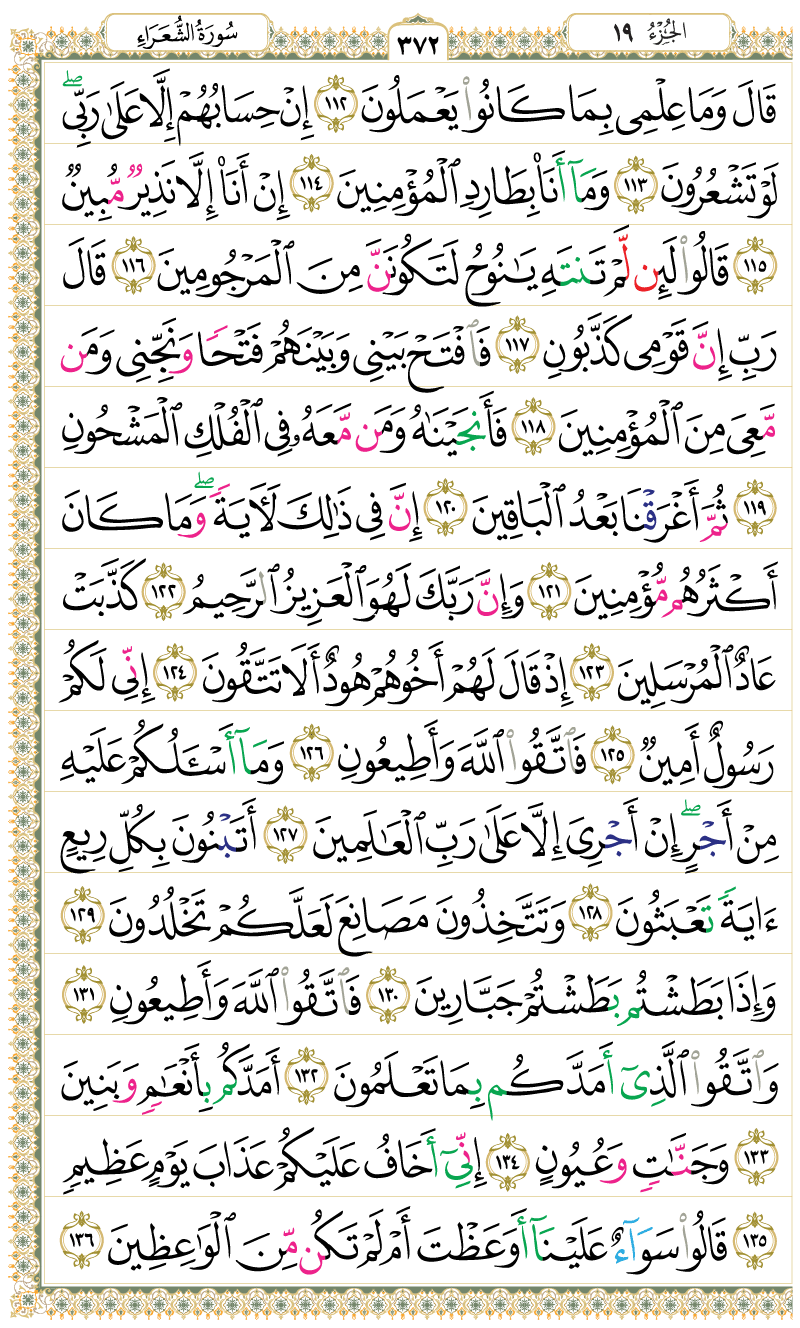 الجُزْءُ ١٩
٣٧٢
سُورَةُ الشُّعَرَاءِ
قَالَ وَمَا عِلْمِى بِمَا كَانُوا۟ يَعْمَلُونَ ١١٢ إِنْ حِسَابُهُمْ إِلَّا عَلَىٰ رَبِّى ۖ
لَوْ تَشْعُرُونَ ١١٣ وَمَآ أَنَا۠ بِطَارِدِ ٱلْمُؤْمِنِينَ ١١٤ إِنْ أَنَا۠ إِلَّا نَذِيرٌ مُّبِينٌ
١١٥ قَالُوا۟ لَئِن لَّمْ تَنتَهِ يَـٰنُوحُ لَتَكُونَنَّ مِنَ ٱلْمَرْجُومِينَ ١١٦ قَالَ
رَبِّ إِنَّ قَوْمِى كَذَّبُونِ ١١٧ فَٱفْتَحْ بَيْنِى وَبَيْنَهُمْ فَتْحًا وَنَجِّنِى وَمَن
مَّعِىَ مِنَ ٱلْمُؤْمِنِينَ ١١٨ فَأَنجَيْنَـٰهُ وَمَن مَّعَهُۥ فِى ٱلْفُلْكِ ٱلْمَشْحُونِ
١١٩ ثُمَّ أَغْرَقْنَا بَعْدُ ٱلْبَاقِينَ ١٢٠ إِنَّ فِى ذَٰلِكَ لَـَٔايَةً ۖ وَمَا كَانَ
أَكْثَرُهُم مُّؤْمِنِينَ ١٢١ وَإِنَّ رَبَّكَ لَهُوَ ٱلْعَزِيزُ ٱلرَّحِيمُ ١٢٢ كَذَّبَتْ
عَادٌ ٱلْمُرْسَلِينَ ١٢٣ إِذْ قَالَ لَهُمْ أَخُوهُمْ هُودٌ أَلَا تَتَّقُونَ ١٢٤ إِنِّى لَكُمْ
رَسُولٌ أَمِينٌ ١٢٥ فَٱتَّقُوا۟ ٱللَّهَ وَأَطِيعُونِ ١٢٦ وَمَآ أَسْـَٔلُكُمْ عَلَيْهِ
مِنْ أَجْرٍ ۖ إِنْ أَجْرِىَ إِلَّا عَلَىٰ رَبِّ ٱلْعَـٰلَمِينَ ١٢٧ أَتَبْنُونَ بِكُلِّ رِيعٍ
ءَايَةً تَعْبَثُونَ ١٢٨ وَتَتَّخِذُونَ مَصَانِعَ لَعَلَّكُمْ تَخْلُدُونَ ١٢٩
وَإِذَا بَطَشْتُم بَطَشْتُمْ جَبَّارِينَ ١٣٠ فَٱتَّقُوا۟ ٱللَّهَ وَأَطِيعُونِ ١٣١
وَٱتَّقُوا۟ ٱلَّذِىٓ أَمَدَّكُم بِمَا تَعْلَمُونَ ١٣٢ أَمَدَّكُم بِأَنْعَـٰمٍ وَبَنِينَ
١٣٣ وَجَنَّـٰتٍ وَعُيُونٍ ١٣٤ إِنِّىٓ أَخَافُ عَلَيْكُمْ عَذَابَ يَوْمٍ عَظِيمٍ
١٣٥ قَالُوا۟ سَوَآءٌ عَلَيْنَآ أَوَعَظْتَ أَمْ لَمْ تَكُن مِّنَ ٱلْوَٰعِظِينَ ١٣٦